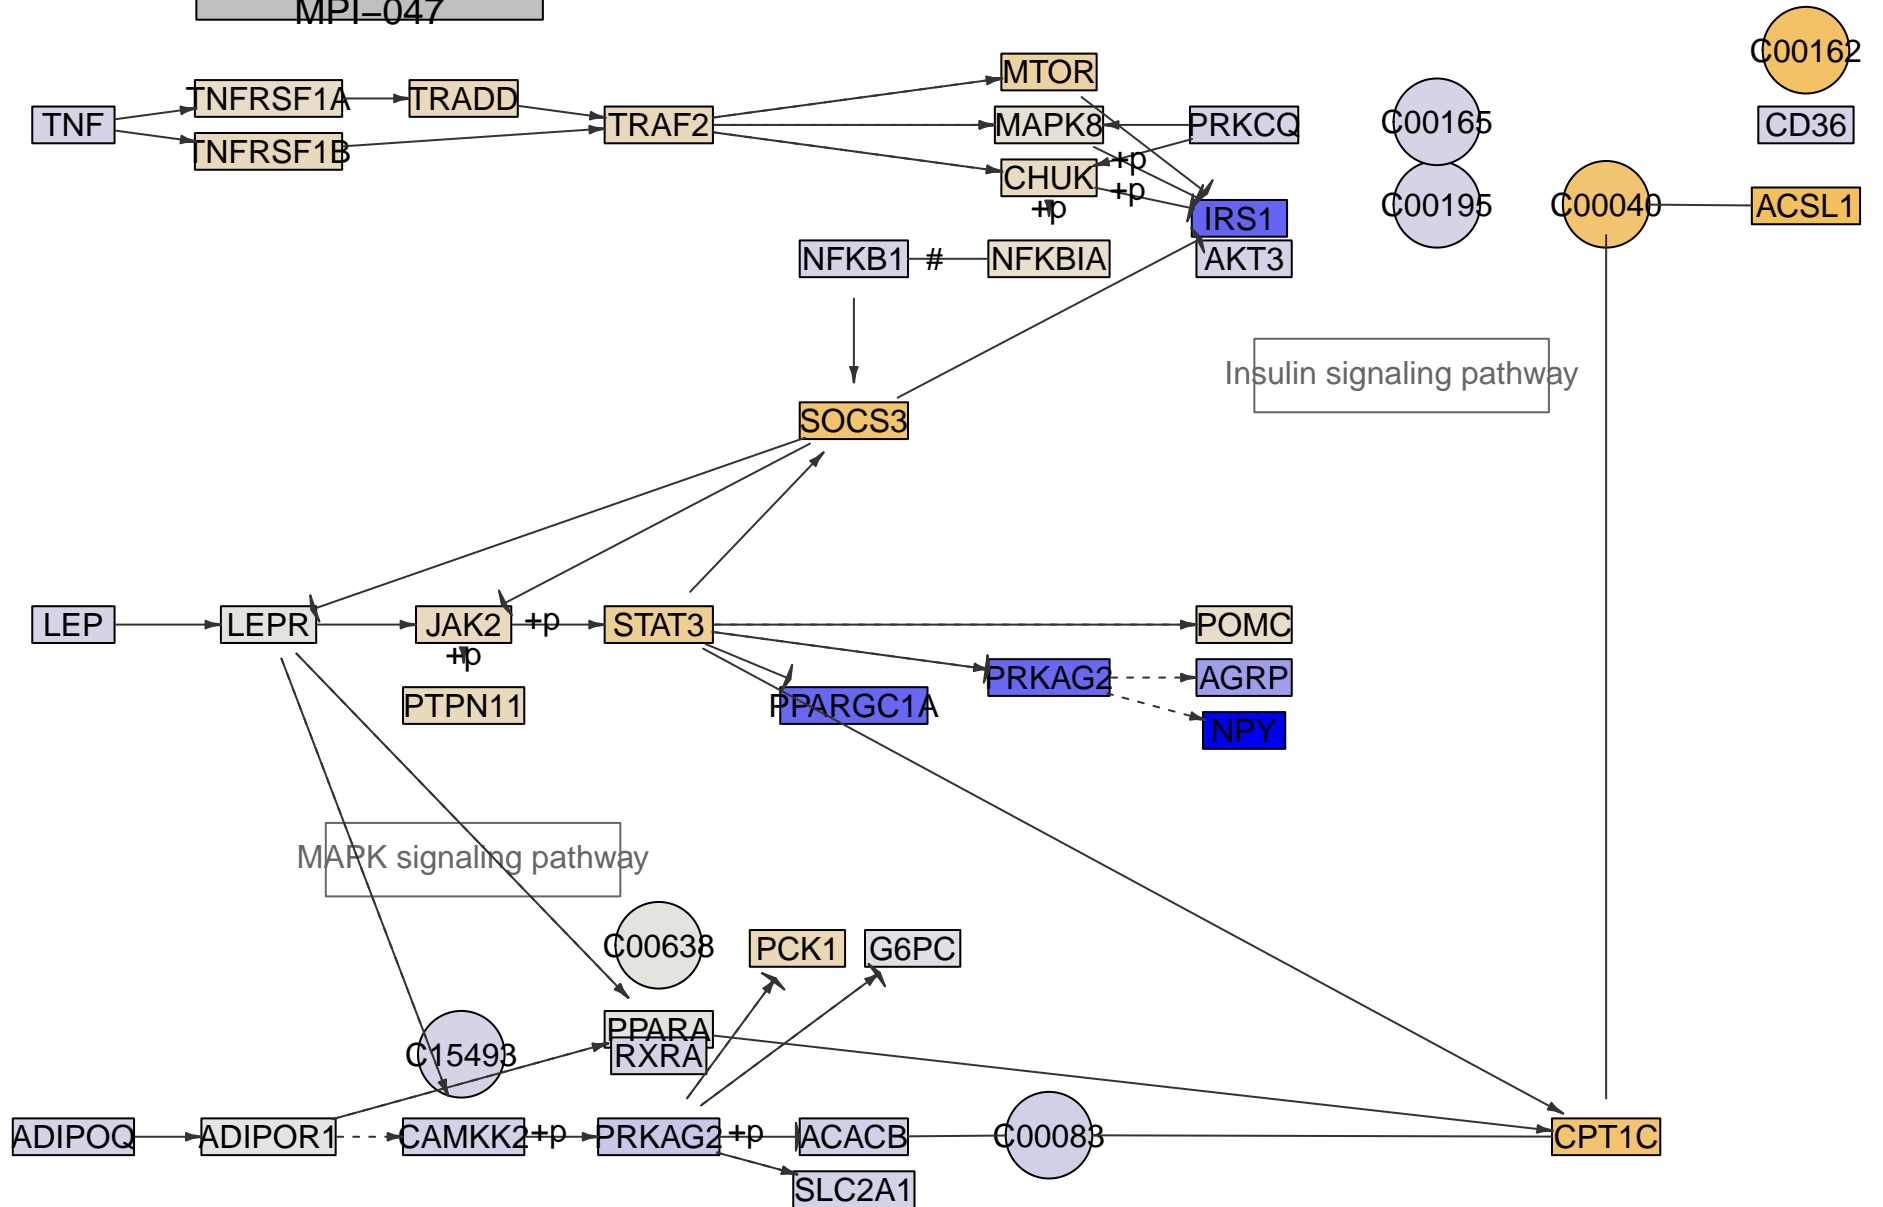 MPI−047
C00162
MTOR
TNFRSF1A
TRADD
TNF
TRAF2
MAPK8
PRKCQ
C00165
CD36
TNFRSF1B
+p
CHUK
+p
+p
IRS1
C00195
C00040
ACSL1
NFKB1
#
NFKBIA
AKT3
Insulin signaling pathway
SOCS3
LEP
LEPR
JAK2
+p
STAT3
POMC
+p
PRKAG2
AGRP
PTPN11
PPARGC1A
NPY
MAPK signaling pathway
C00638
PCK1
G6PC
PPARA
RXRA
C15493
ADIPOQ
ADIPOR1
CAMKK2
+p
PRKAG2
+p
ACACB
C00083
CPT1C
SLC2A1